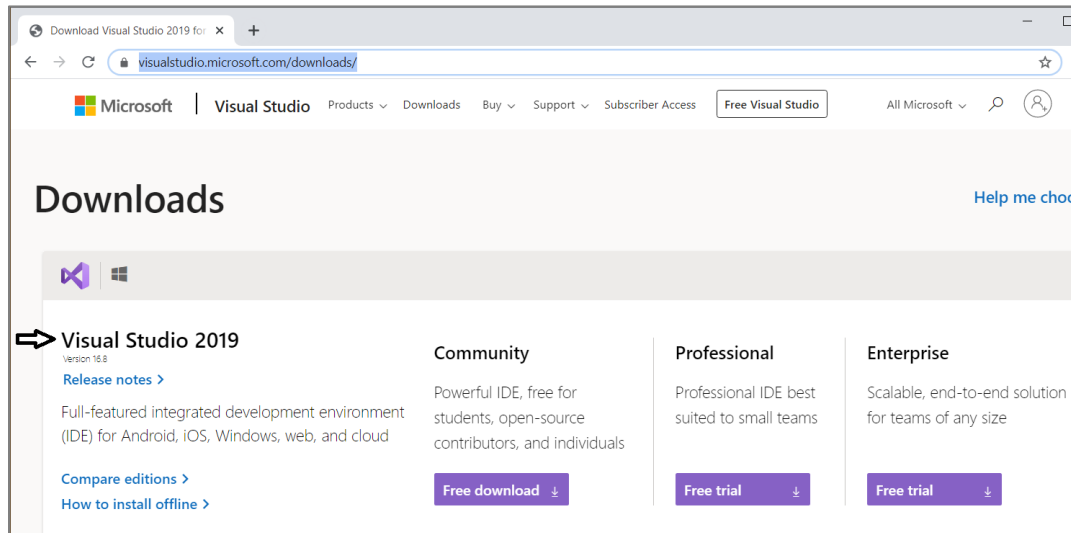 Download Visual Studio 2019 for
visualstudio.microsoft.com/downloads/
Microsoft Visual Studio Products Downloads Buy Support Subscriber Access Free Visual Studio All Microsoft
Downloads
Help me
Visual Studio 2019
Version 16.8
Release notes >
Full-featured integrated development environment
(IDE) for Android, iOS, Windows, web, and cloud
Compare editions >
How to install offline >
Community
Powerful IDE, free for
students, open-source
contributors, and individuals
Free download
Professional
Professional IDE best
suited to small teams
Free trial
Enterprise
Scalable, end-to-end solution
for teams of any size
Free trial